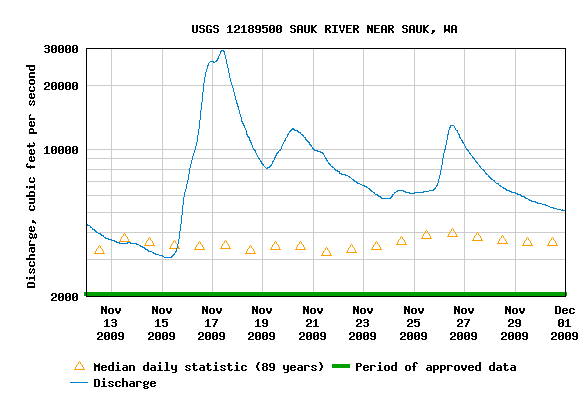 USGS 12189500 SAUK RIVER NEAR SAUK, WA
Discharge, cubic feet per second
30000
20000
10000
2000
Nov 13 2009
Nov 15 2009
Nov 17 2009
Nov 19 2009
Nov 21 2009
Nov 23 2009
Nov 25 2009
Nov 27 2009
Nov 29 2009
Dec 01 2009
Median daily statistic (89 years)
Period of approved data
Discharge